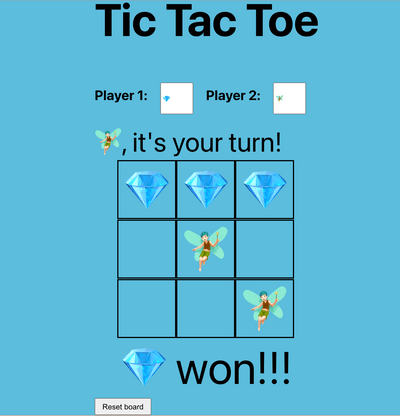 Tic Tac Toe
Player 1: 💎 Player 2: 🧚
🧚, it's your turn!
💎 💎 💎
🧚
🧚
💎 won!!!
Reset board